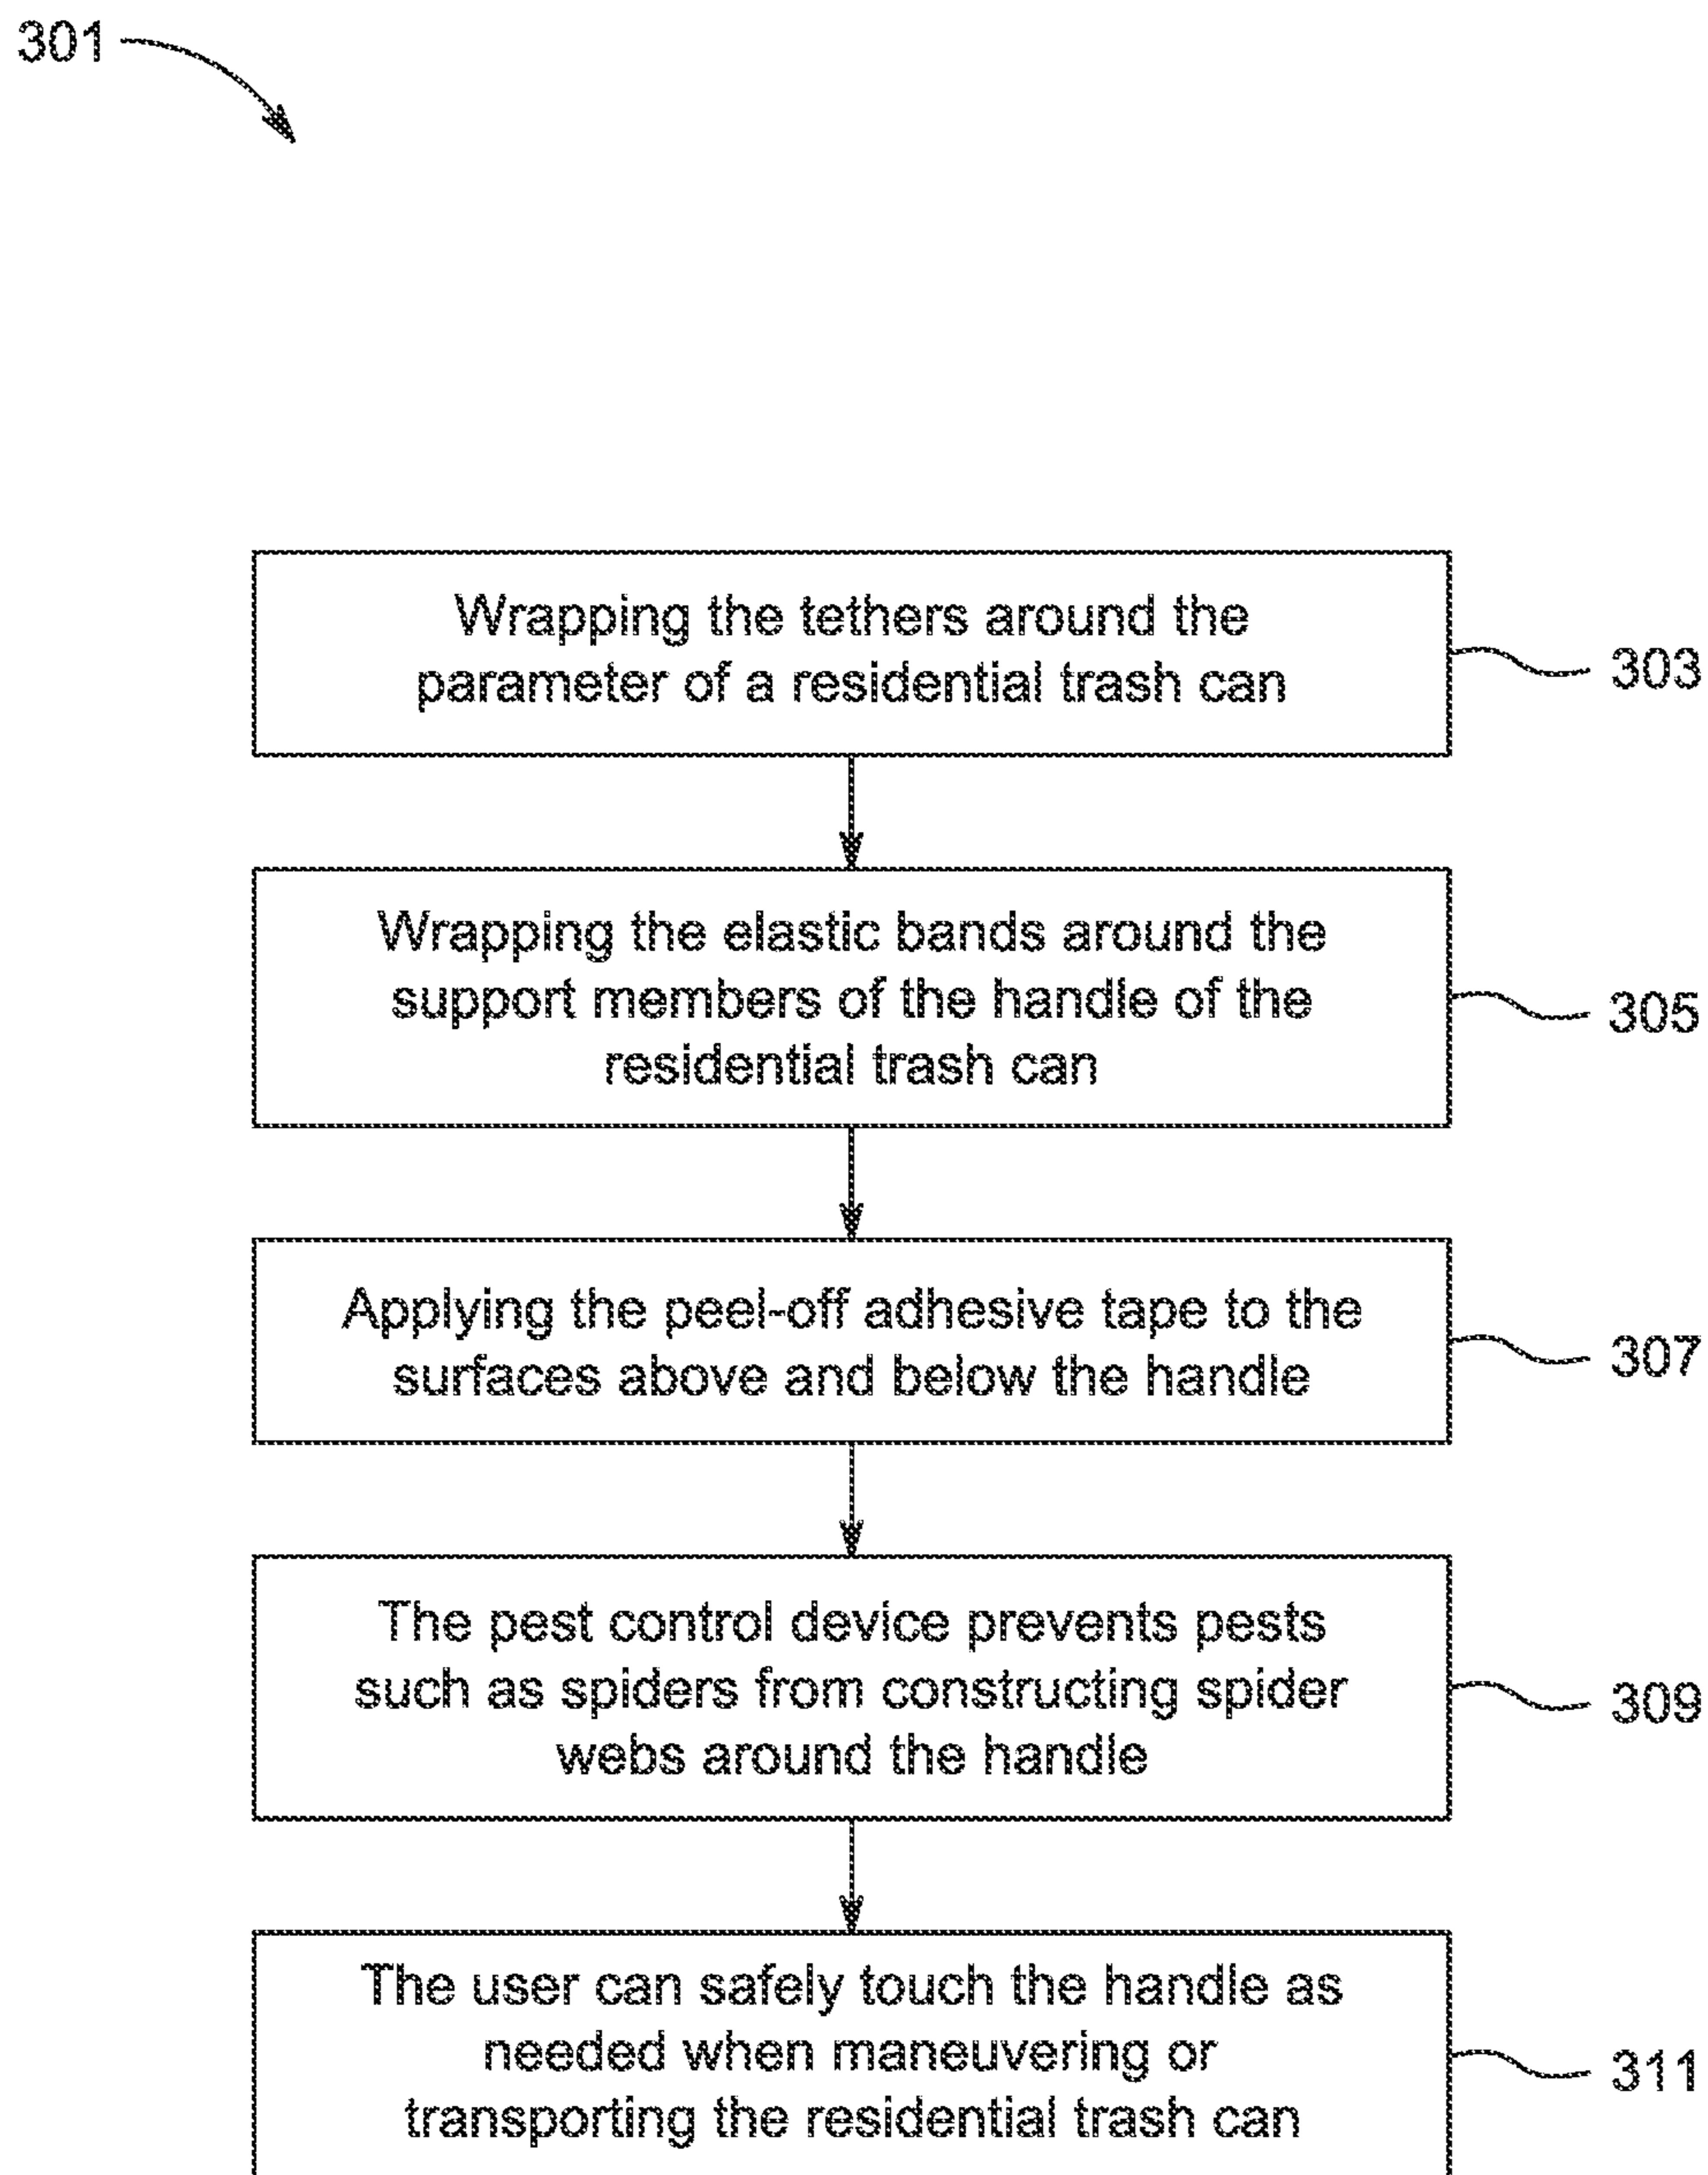 301
Wrapping the tethers around the
parameter of a residential trash can
303
Wrapping the elastic bands around the
support members of the handle of the
residential trash can
305
Applying the peel-off adhesive tape to the
surfaces above and below the handle
307
The pest control device prevents pests
such as spiders from constructing spider
webs around the handle
309
The user can safely touch the handle as
needed when maneuvering or
transporting the residential trash can
311